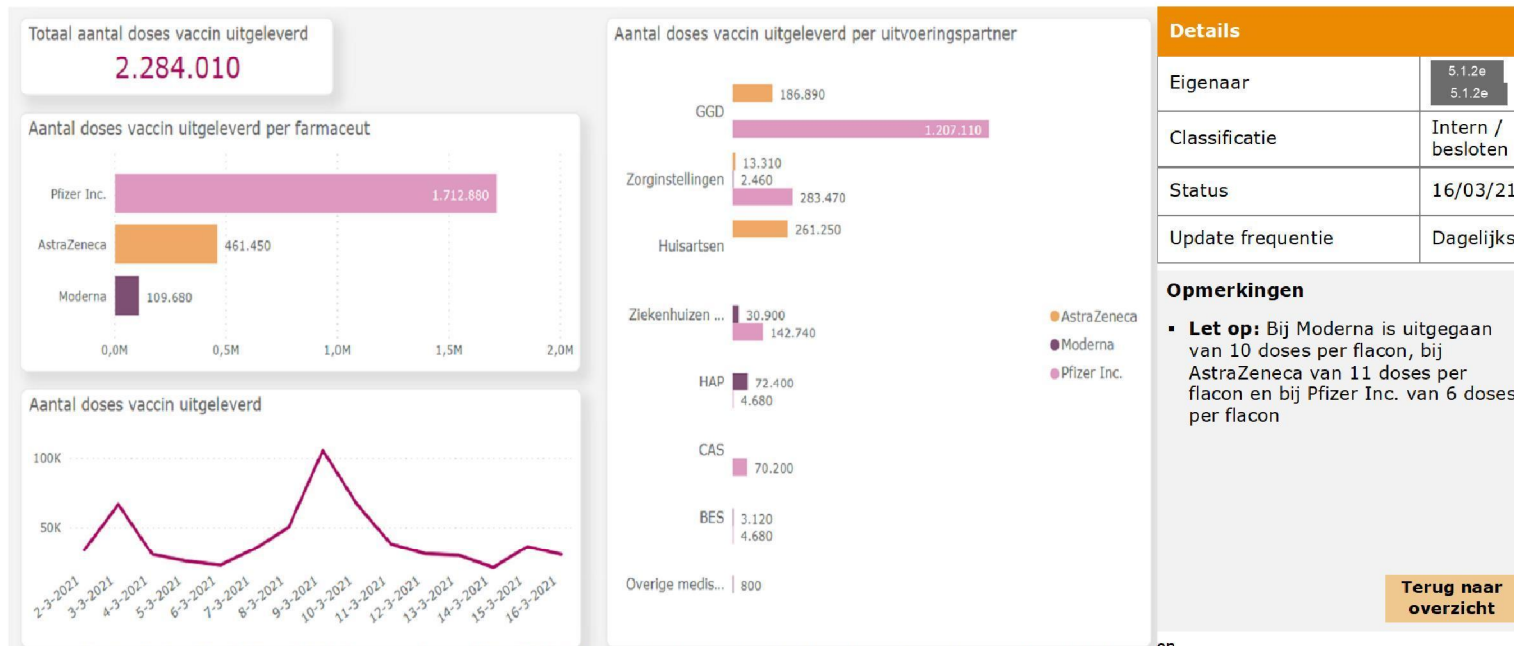 Totaal aantal doses vaccin uitgeleverd
2.284.010
Aantal doses vaccin uitgeleverd per farmaceut
Pfizer Inc.
1.712.880
AstraZeneca
461.450
Moderna
109.680
0,0M
0,5M
1,0M
1,5M
2,0M
Aantal doses vaccin uitgeleverd
100K
50K
2-3-2021
3-3-2021
4-3-2021
5-3-2021
6-3-2021
7-3-2021
8-3-2021
9-3-2021
10-3-2021
11-3-2021
12-3-2021
13-3-2021
14-3-2021
15-3-2021
16-3-2021
Aantal doses vaccin uitgeleverd per uitvoeringspartner
GGD
186.890
1.207.110
Zorginstellingen
13.310
2.460
283.470
Huisartsen
261.250
Ziekenhuizen ...
30.900
142.740
HAP
72.400
4.680
CAS
70.200
BES
3.120
4.680
Overige medis...
800
AstraZeneca
Moderna
Pfizer Inc.
Details
Eigenaar
5.1.2e
5.1.2e
Classificatie
Intern /
besloten
Status
16/03/21
Update frequentie
Dagelijks
Opmerkingen
▪ Let op: Bij Moderna is uitgegaan
van 10 doses per flacon, bij
AstraZeneca van 11 doses per
flacon en bij Pfizer Inc. van 6 doses
per flacon
Terug naar
overzicht